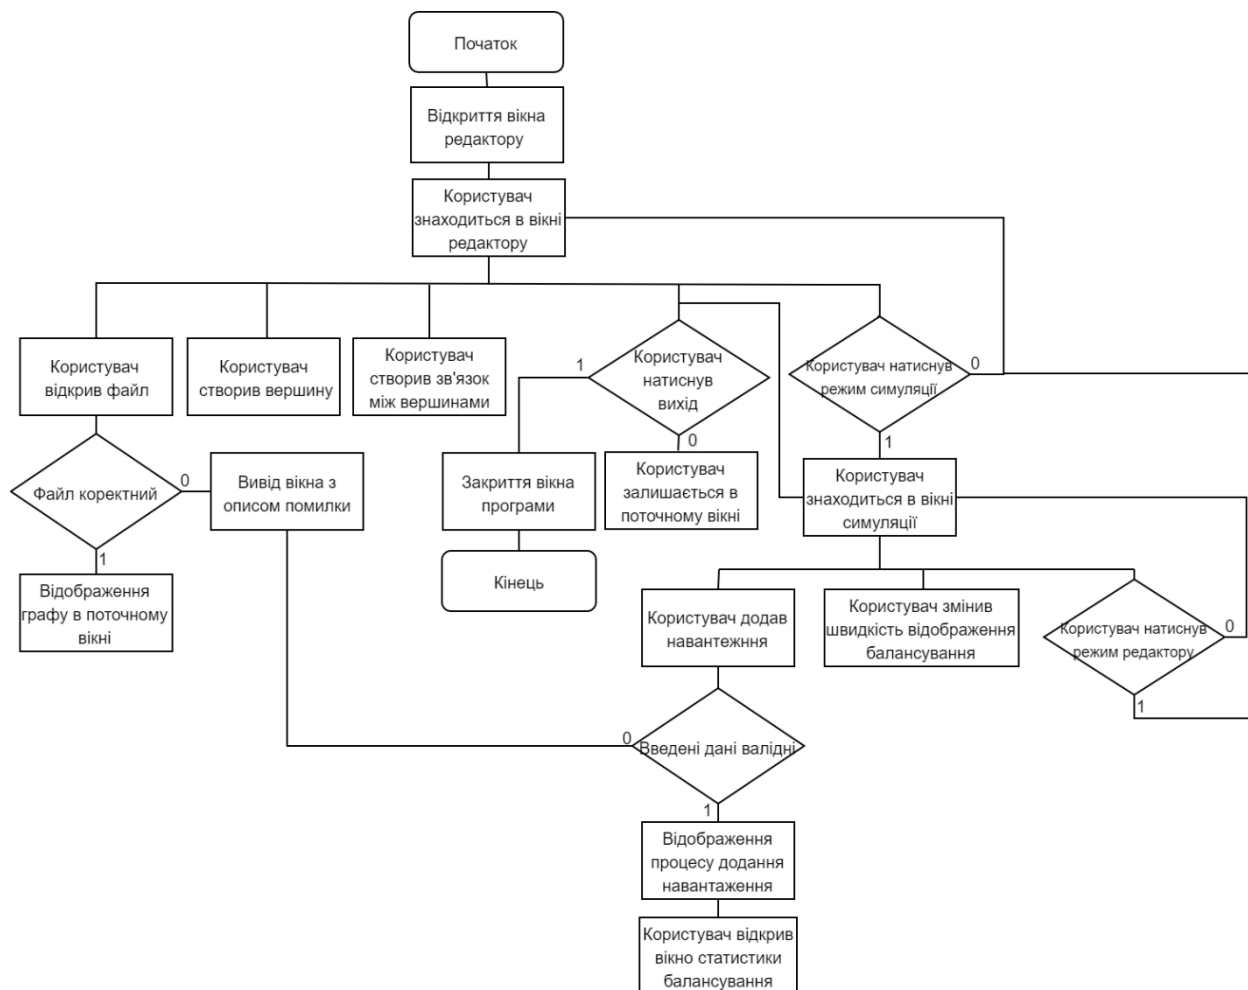 Початок
Відкриття вікна
редактору
Користувач
знаходиться в вікні
редактору
Користувач
відкрив файл
Користувач
створив вершину
Користувач
створив зв'язок
між вершинами
1
Користувач
натиснув
вихід
0
Користувач натиснув
режим симуляції
0
1
Файл коректний
0
1
Вивід вікна з
описом помилки
Закриття вікна
програми
Користувач
залишається в
поточному вікні
Користувач
знаходиться в вікні
симуляції
Кінець
Відображення
графу в поточному
вікні
Користувач додав
навантежння
Користувач змінив
швидкість відображення
балансування
Користувач натиснув
режим редактору
0
1
0
Введені дані валідні
1
Відображення
процесу додання
навантаження
Користувач відкрив
вікно статистики
балансування